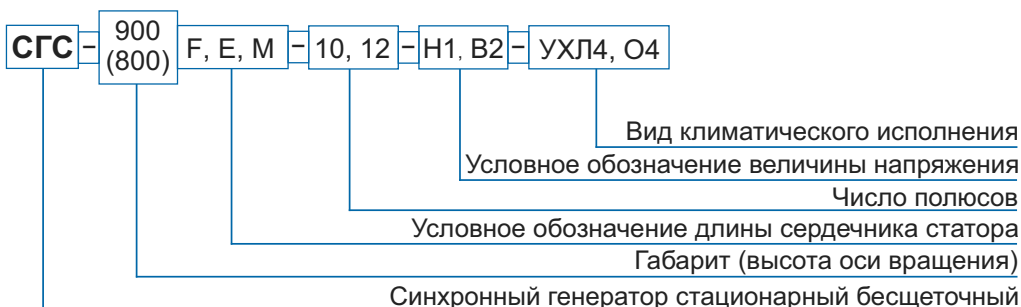 СГС – 900 (800) F, E, M – 10, 12 – Н1, В2 – УХЛ4, О4
Вид климатического исполнения
Условное обозначение величины напряжения
Число полюсов
Условное обозначение длины сердечника статора
Габарит (высота оси вращения)
Синхронный генератор стационарный бесщеточный